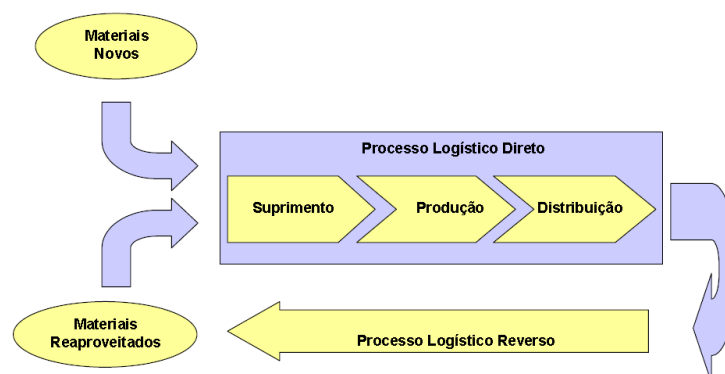 Materiais
Novos
Processo Logístico Direto
Suprimento
Produção
Distribuição
Materiais
Reaproveitados
Processo Logístico Reverso